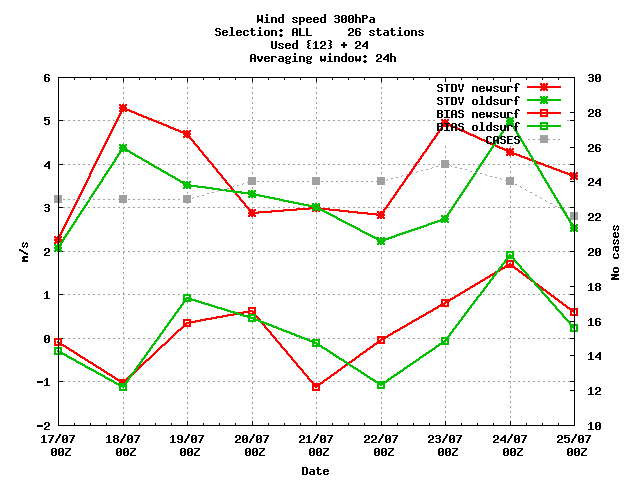 Wind speed 300hPa
Selection: ALL     26 stations
Used {12} + 24
Averaging window: 24h
6
5
4
3
2
1
0
-1
-2
m/s
30
28
26
24
22
20
18
16
14
12
10
No cases
STDV newsurf
STDV oldsurf
BIAS newsurf
BIAS oldsurf
CASES
17/07 18/07 19/07 20/07 21/07 22/07 23/07 24/07 25/07
00Z 00Z 00Z 00Z 00Z 00Z 00Z 00Z 00Z
Date